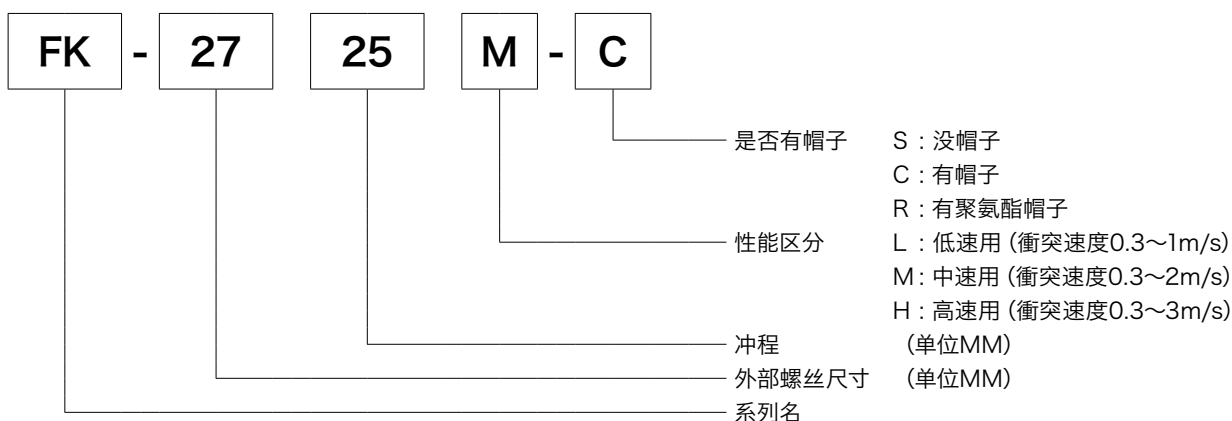 FK - 27 25 M - C
是否有帽子 S : 没帽子
C : 有帽子
R : 有聚氨酯帽子
性能区分 L : 低速用 (衝突速度0.3～1m/s)
M : 中速用 (衝突速度0.3～2m/s)
H : 高速用 (衝突速度0.3～3m/s)
冲程 (单位MM)
外部螺丝尺寸 (单位MM)
系列名